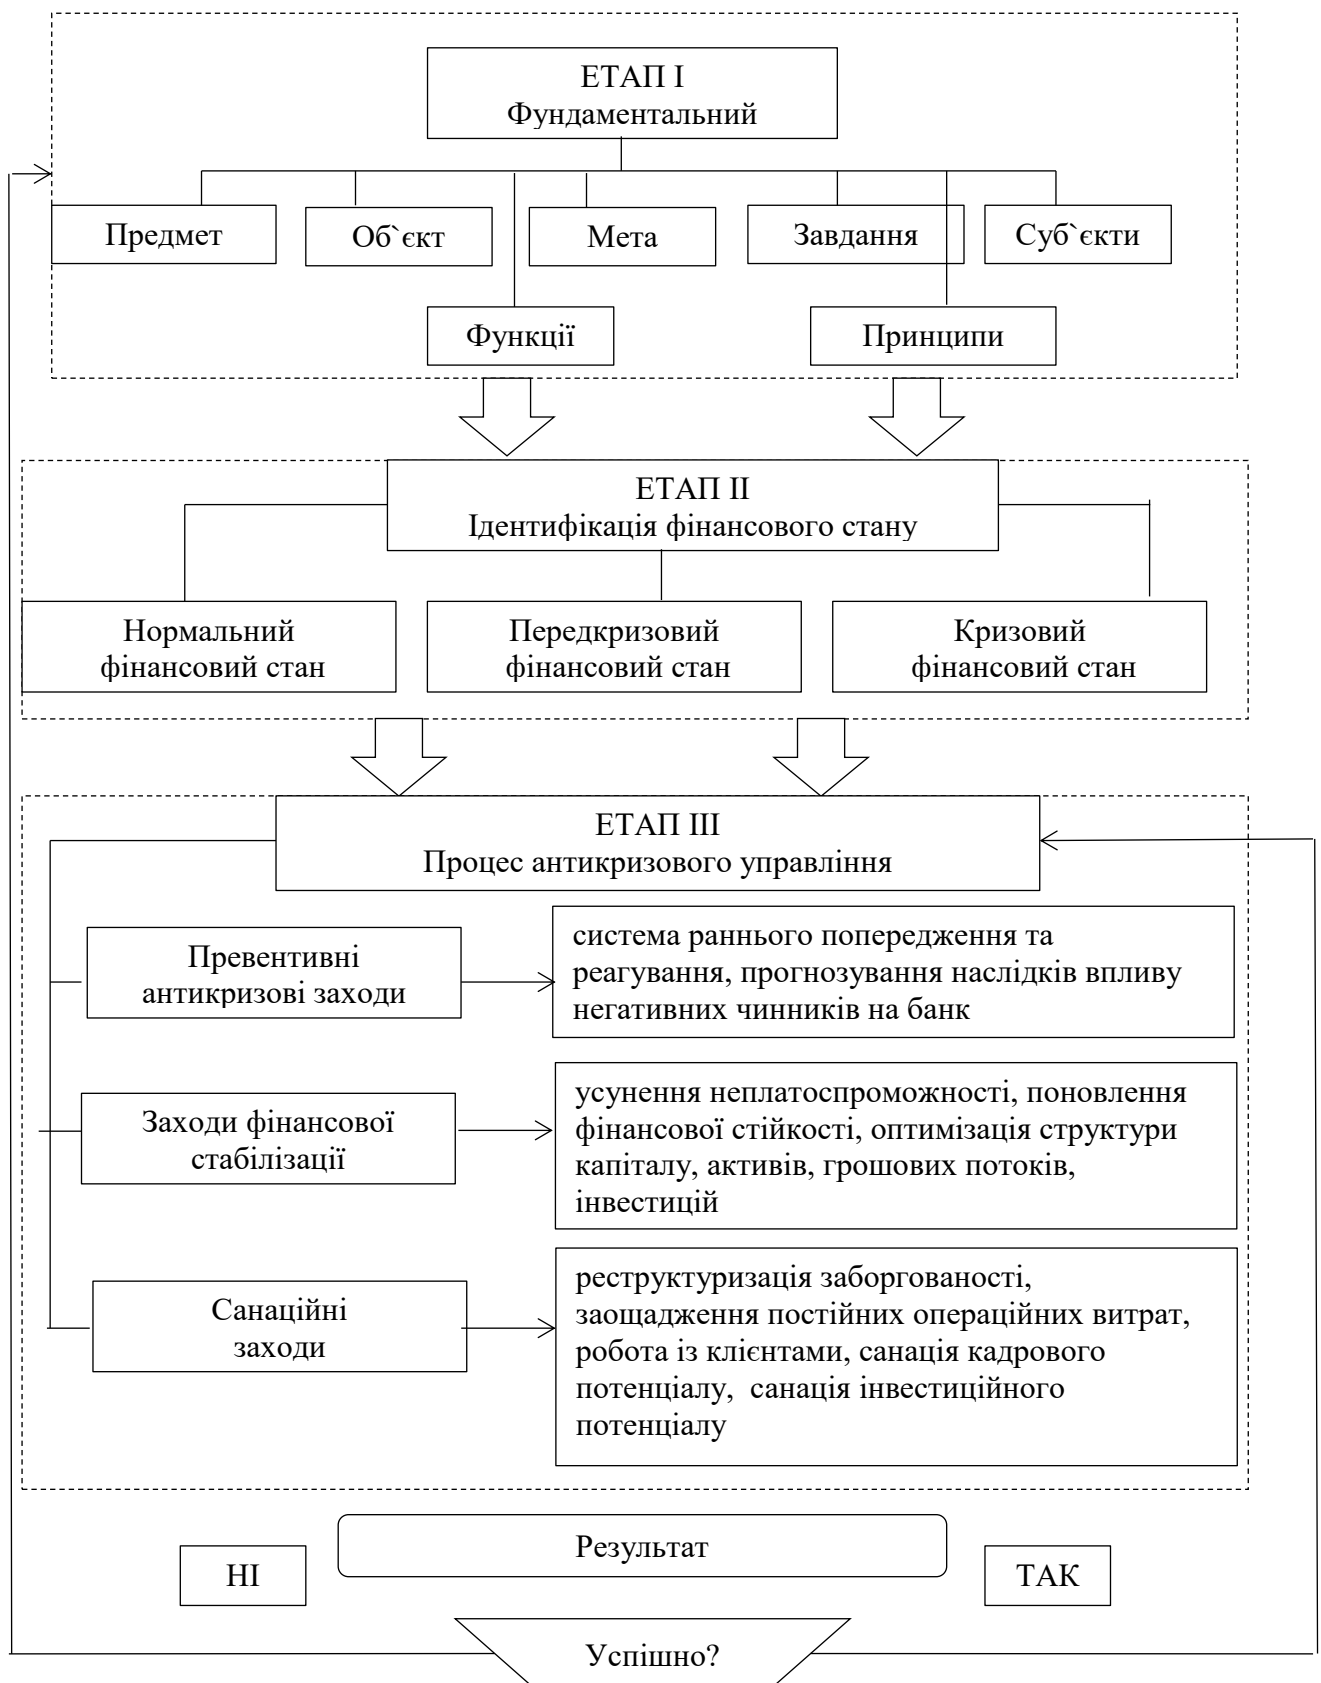 ЕТАП І
Фундаментальний
Предмет
Об`єкт
Мета
Завдання
Суб`єкти
Функції
Принципи
ЕТАП ІІ
Ідентифікація фінансового стану
Нормальний
фінансовий стан
Передкризовий
фінансовий стан
Кризовий
фінансовий стан
ЕТАП ІІІ
Процес антикризового управління
Превентивні
антикризові заходи
система раннього попередження та
реагування, прогнозування наслідків впливу
негативних чинників на банк
Заходи фінансової
стабілізації
усунення неплатоспроможності, поновлення
фінансової стійкості, оптимізація структури
капіталу, активів, грошових потоків,
інвестицій
Санаційні
заходи
реструктуризація заборгованості,
заощадження постійних операційних витрат,
робота із клієнтами, санація кадрового
потенціалу, санація інвестиційного
потенціалу
Результат
НІ
ТАК
Успішно?